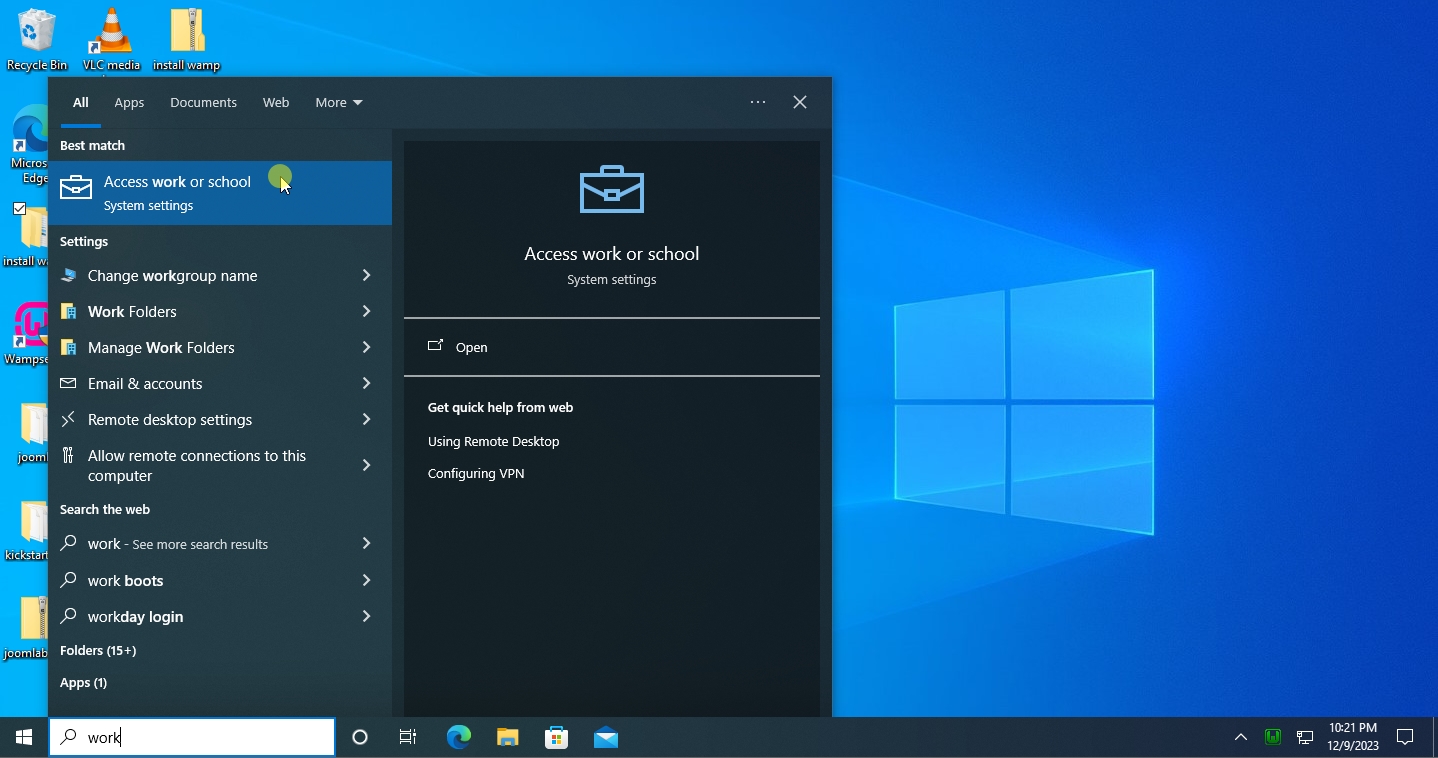 Recycle Bin
VLC media
install wamp
All
Apps
Documents
Web
More
Best match
Access work or school
System settings
Settings
Change workgroup name
Work Folders
Manage Work Folders
Email & accounts
Remote desktop settings
Allow remote connections to this
computer
Search the web
work - See more search results
work boots
workday login
Folders (15+)
Apps (1)
Access work or school
System settings
Open
Get quick help from web
Using Remote Desktop
Configuring VPN
Micros
Edge
install wa
Wampse
jooml
kickstart
joomlab
work
10:21 PM
12/9/2023